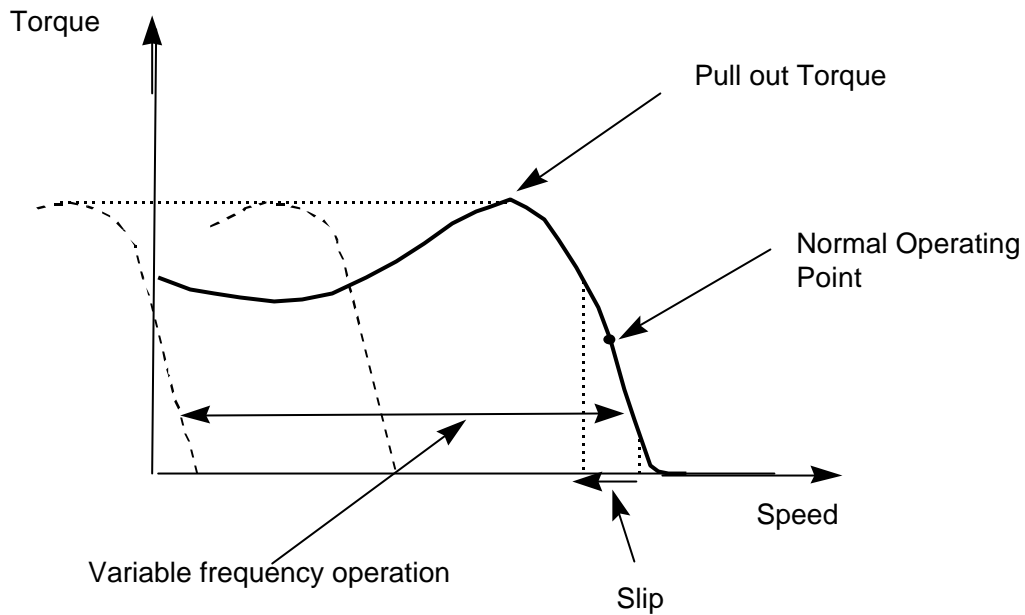 Torque
Pull out Torque
Normal Operating
Point
Speed
Variable frequency operation
Slip